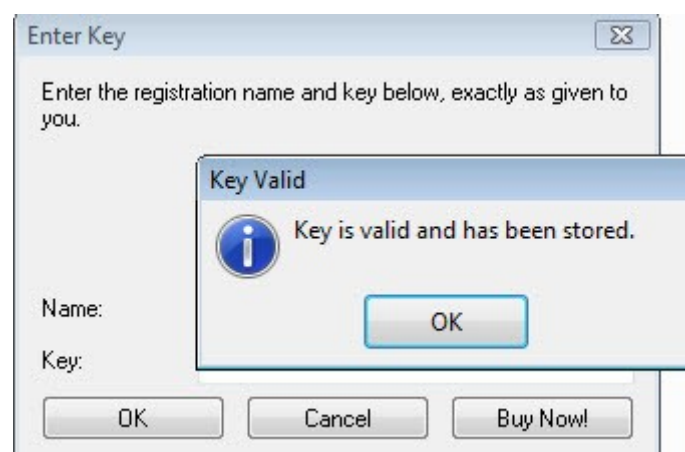 Enter Key
Enter the registration name and key below, exactly as given to
you.
Key Valid
Key is valid and has been stored.
OK
Name:
Key:
OK Cancel Buy Now!